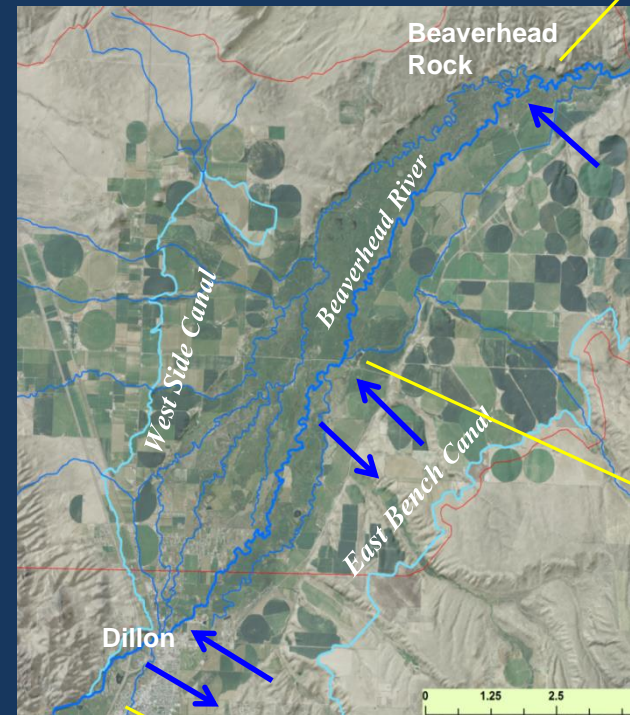 Beaverhead
Rock
Beaverhead River
West Side Canal
East Bench Canal
Dillon
0 1.25 2.5